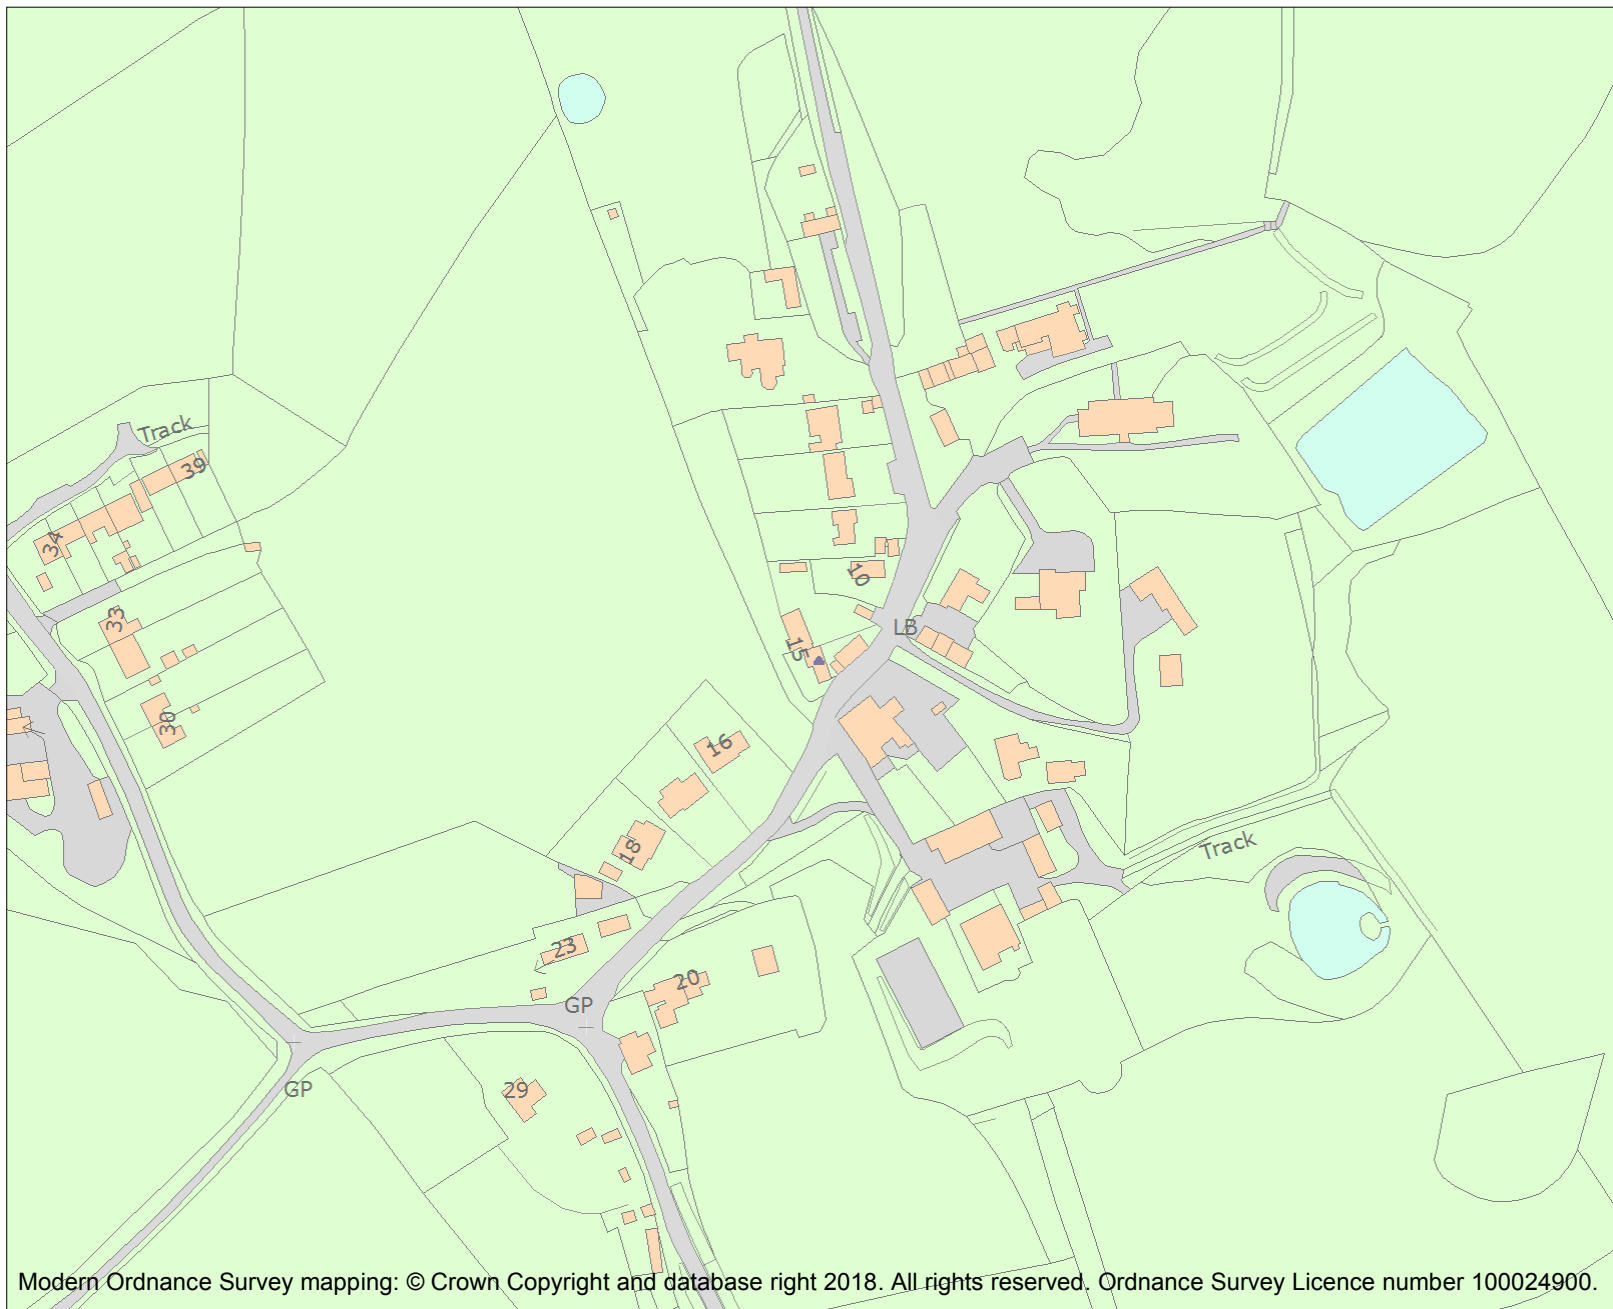 Track
39
34
10
33
LB
15
30
16
18
Track
23
20
GP
29
GP
Modern Ordnance Survey mapping: © Crown Copyright and database right 2018. All rights reserved. Ordnance Survey Licence number 100024900.